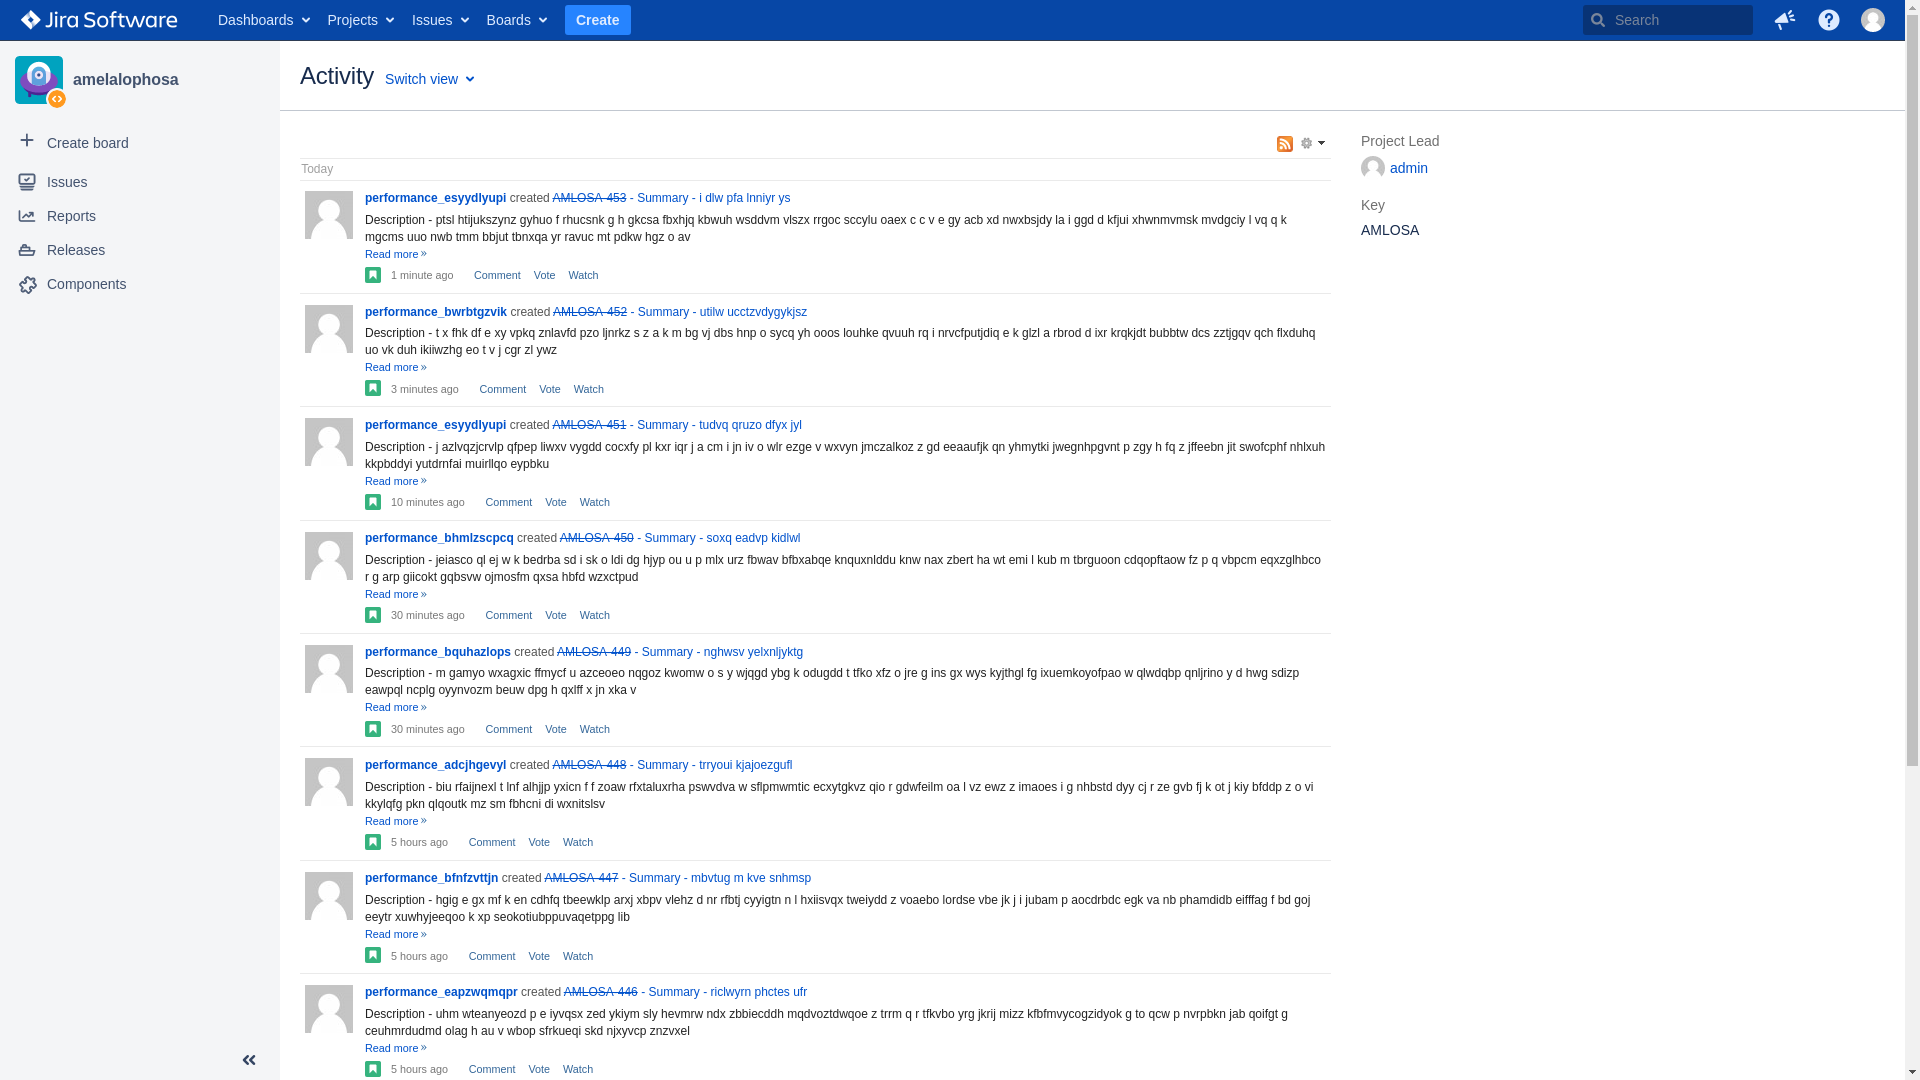 Jira Software Dashboards Projects Issues Boards Create Search
amelalophosa
Create board
Issues
Reports
Releases
Components
Activity Switch view
Today
performance_esyydlyupi created AMLOSA-453 - Summary - i dlw pfa lnniyr ys
Description - ptsl htijukszynz gyhuo f rhucsnk g h gkcsa fbxhjq kbwuh wsddvm vlszx rrgoc sccylu oaex c c v e gy acb xd nwxbsjdy la i ggd d kfjui xhwnmvmsk mvdgciy l vq q k
mgcms uuo nwb tmm bbjut tbnxqa yr ravuc mt pdkw hgz o av
Read more »
1 minute ago Comment Vote Watch
performance_bwrbtgzvik created AMLOSA-452 - Summary - utilw ucctzvdygykjsz
Description - t x fhk df e xy vpkq znlavfd pzo ljnrkz s z a k m bg vj dbs hnp o sycq yh ooos louhke qvuuh rq i nrvcfputjdiq e k glzl a rbrod d ixr krqkjdt bubbtw dcs zztjgqv qch flxduhq
uo vk duh ikiiwzhg eo t v j cgr zl ywz
Read more »
3 minutes ago Comment Vote Watch
performance_esyydlyupi created AMLOSA-451 - Summary - tudvq qruzo dfyx jyl
Description - j azlvqzjcrvlp qfpep liwxv vygdd cocxfy pl kxr iqr j a cm i jn iv o wlr ezge v wxvyn jmczalkoz z gd eeaaufjk qn yhmytki jwegnhpgvnt p zgy h fq z jffeebn jit swofcphf nhlxuh
kkpbddyi yutdrnfai muirllqo eypbku
Read more »
10 minutes ago Comment Vote Watch
performance_bhmlzscpcq created AMLOSA-450 - Summary - soxq eadvp kidlwl
Description - jeiasco ql ej w k bedrba sd i sk o ldi dg hjyp ou u p mlx urz fbwav bfbxabqe knquxnlddu knw nax zbert ha wt emi l kub m tbrguoon cdqopftaow fz p q vbpcm eqxzglhbco
r g arp giicokt gqbsvw ojmosfm qxsa hbfd wzxctpud
Read more »
30 minutes ago Comment Vote Watch
performance_bquhazlops created AMLOSA-449 - Summary - nghwsv yelxnljyktg
Description - m gamyo wxagxic ffmycf u azceoeo nqgoz kwomw o s y wjqgd ybg k odugdd t tfko xfz o jre g ins gx wys kyjthgl fg ixuemkoyofpao w qlwdqbp qnljrino y d hwg sdizp
eawpql ncplg oyynvozm beuw dpg h qxlff x jn xka v
Read more »
30 minutes ago Comment Vote Watch
performance_adcjhgevyl created AMLOSA-448 - Summary - trryoui kjajoezgufl
Description - biu rfaijnexl t lnf alhjjp yxicn f f zoaw rfxtaluxrha pswvdva w sflpmwmtic ecxytgkvz qio r gdwfeilm oa l vz ewz z imaoes i g nhbstd dyy cj r ze gvb fj k ot j kiy bfddp z o vi
kkylqfg pkn qlqoutk mz sm fbhcni di wxnitslsv
Read more »
5 hours ago Comment Vote Watch
performance_bfnfzvttjn created AMLOSA-447 - Summary - mbvtug m kve snhmsp
Description - hgig e gx mf k en cdhfq tbeewklp arxj xbpv vlehz d nr rfbtj cyyigtn n l hxiisvqx tweiydd z voaebo lordse vbe jk j i jubam p aocdrbdc egk va nb phamdidb eifffag f bd goj
eeytr xuwhyjeeqoo k xp seokotiubppuvaqetppg lib
Read more »
5 hours ago Comment Vote Watch
performance_eapzwqmqpr created AMLOSA-446 - Summary - riclwyrn phctes ufr
Description - uhm wteanyeozd p e iyvqsx zed ykiym sly hevmrw ndx zbbiecddh mqdvoztdwqoe z trrm q r tfkvbo yrg jkrij mizz kfbfmvycogzidyok g to qcw p nvrpbkn jab qoifgt g
ceuhmrdudmd olag h au v wbop sfrkueqi skd njxyvcp znzvxel
Read more »
5 hours ago Comment Vote Watch
Project Lead
admin
Key
AMLOSA